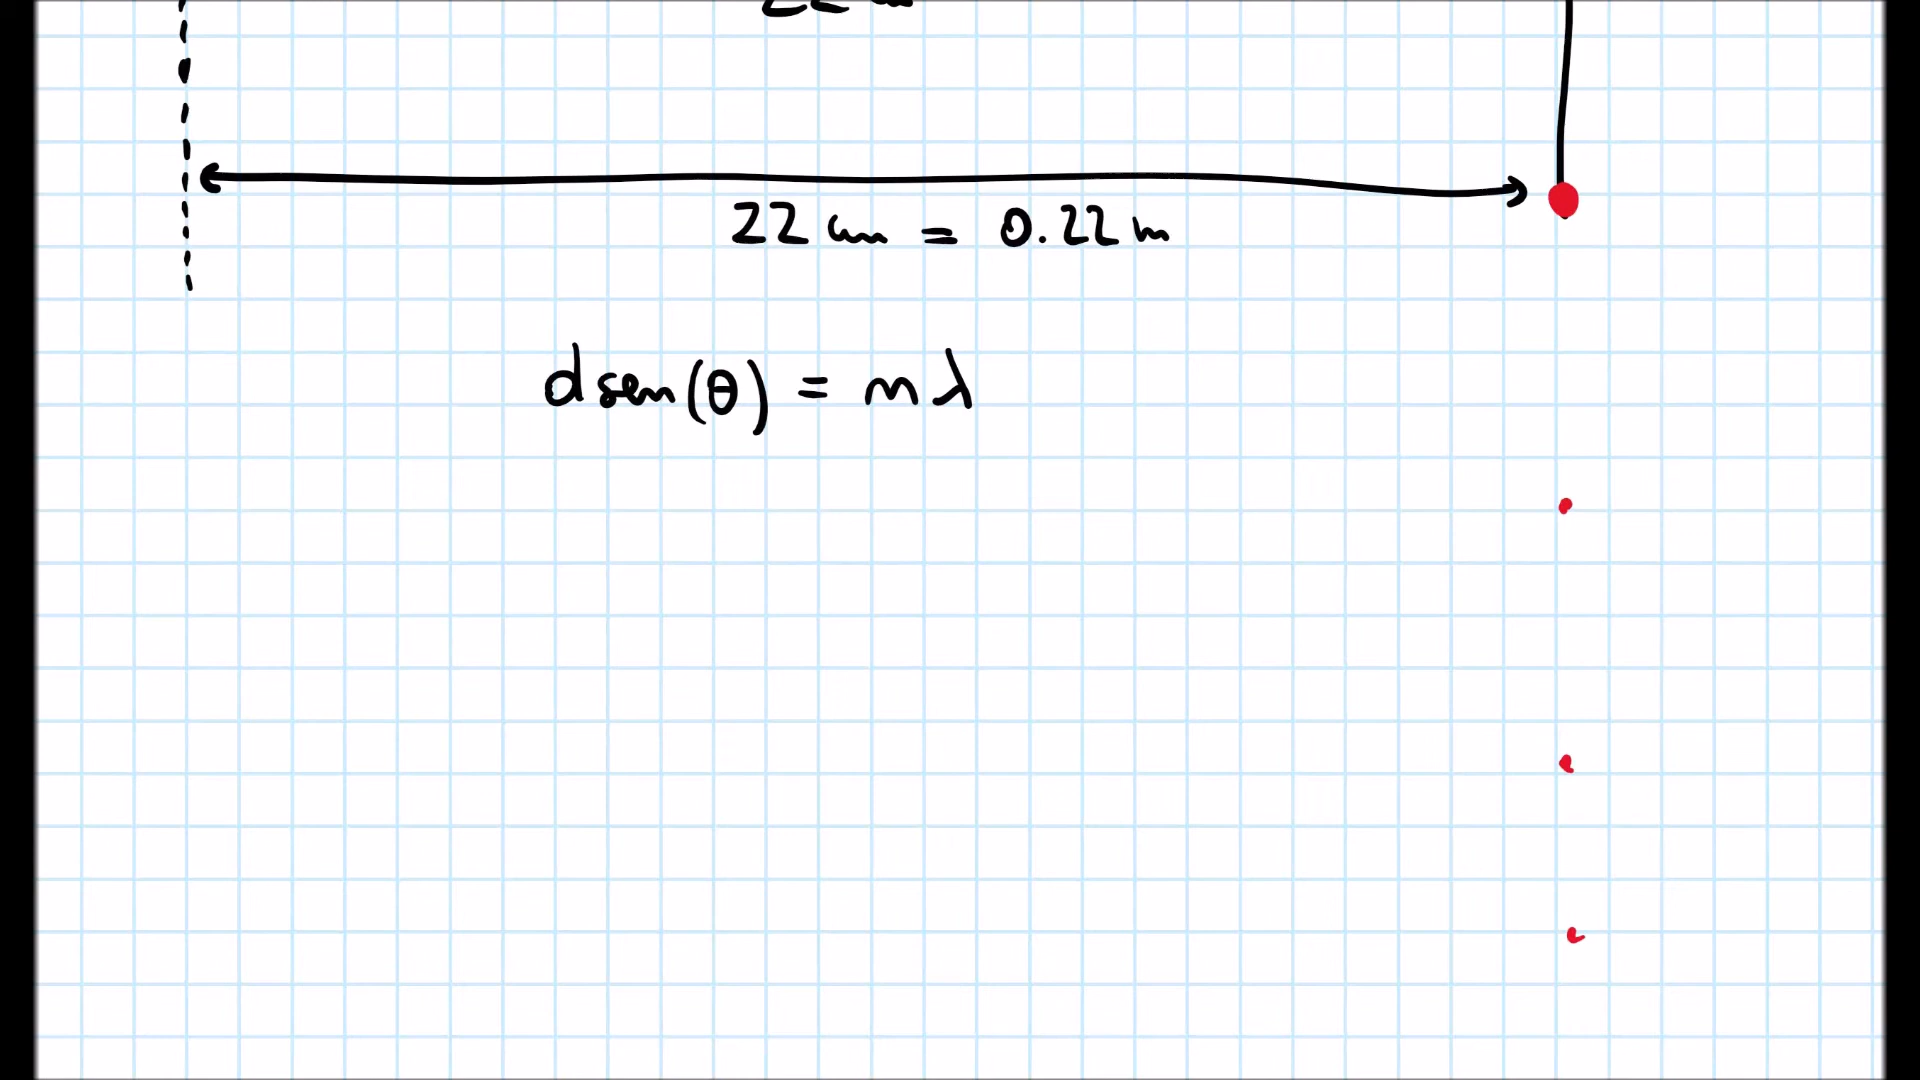 22 cm = 0.22 m
d sen(θ) = mλ